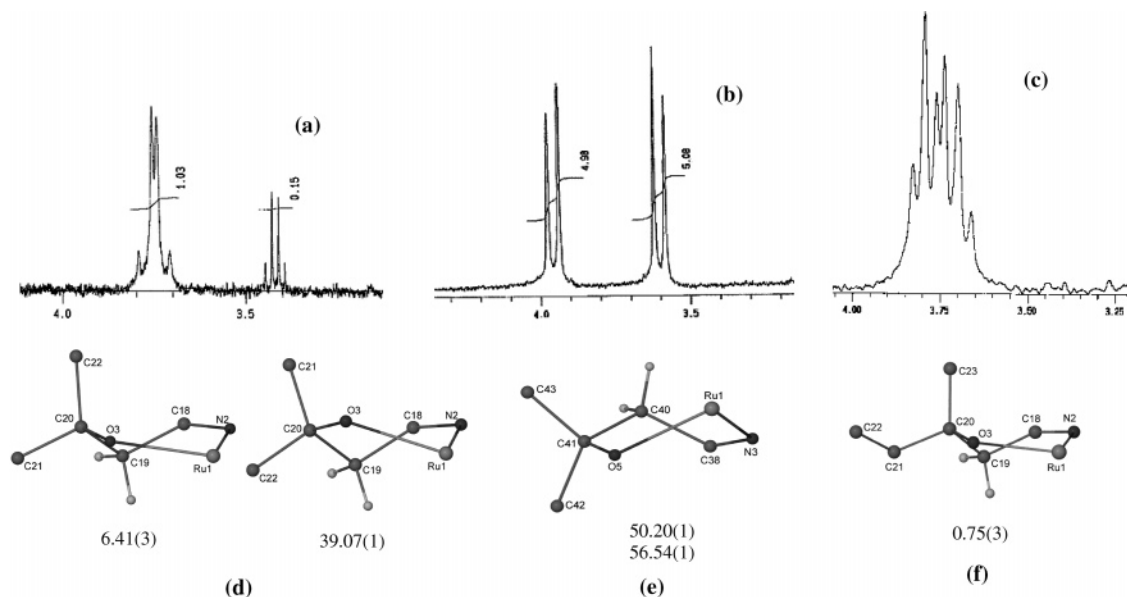 (a)
1.03
0.15
4.0
3.5
(b)
4.98
5.08
4.0
3.5
(c)
4.00
3.75
3.50
3.25
C22
C20
O3
C18
N2
C21
C19
Ru1
6.41(3)
C21
O3
C18
N2
C20
Ru1
C22
C19
39.07(1)
(d)
C43
Ru1
C40
C41
N3
O5
C38
C42
50.20(1)
56.54(1)
(e)
C23
C20
C18
N2
C22
O3
C21
C19
Ru1
0.75(3)
(f)